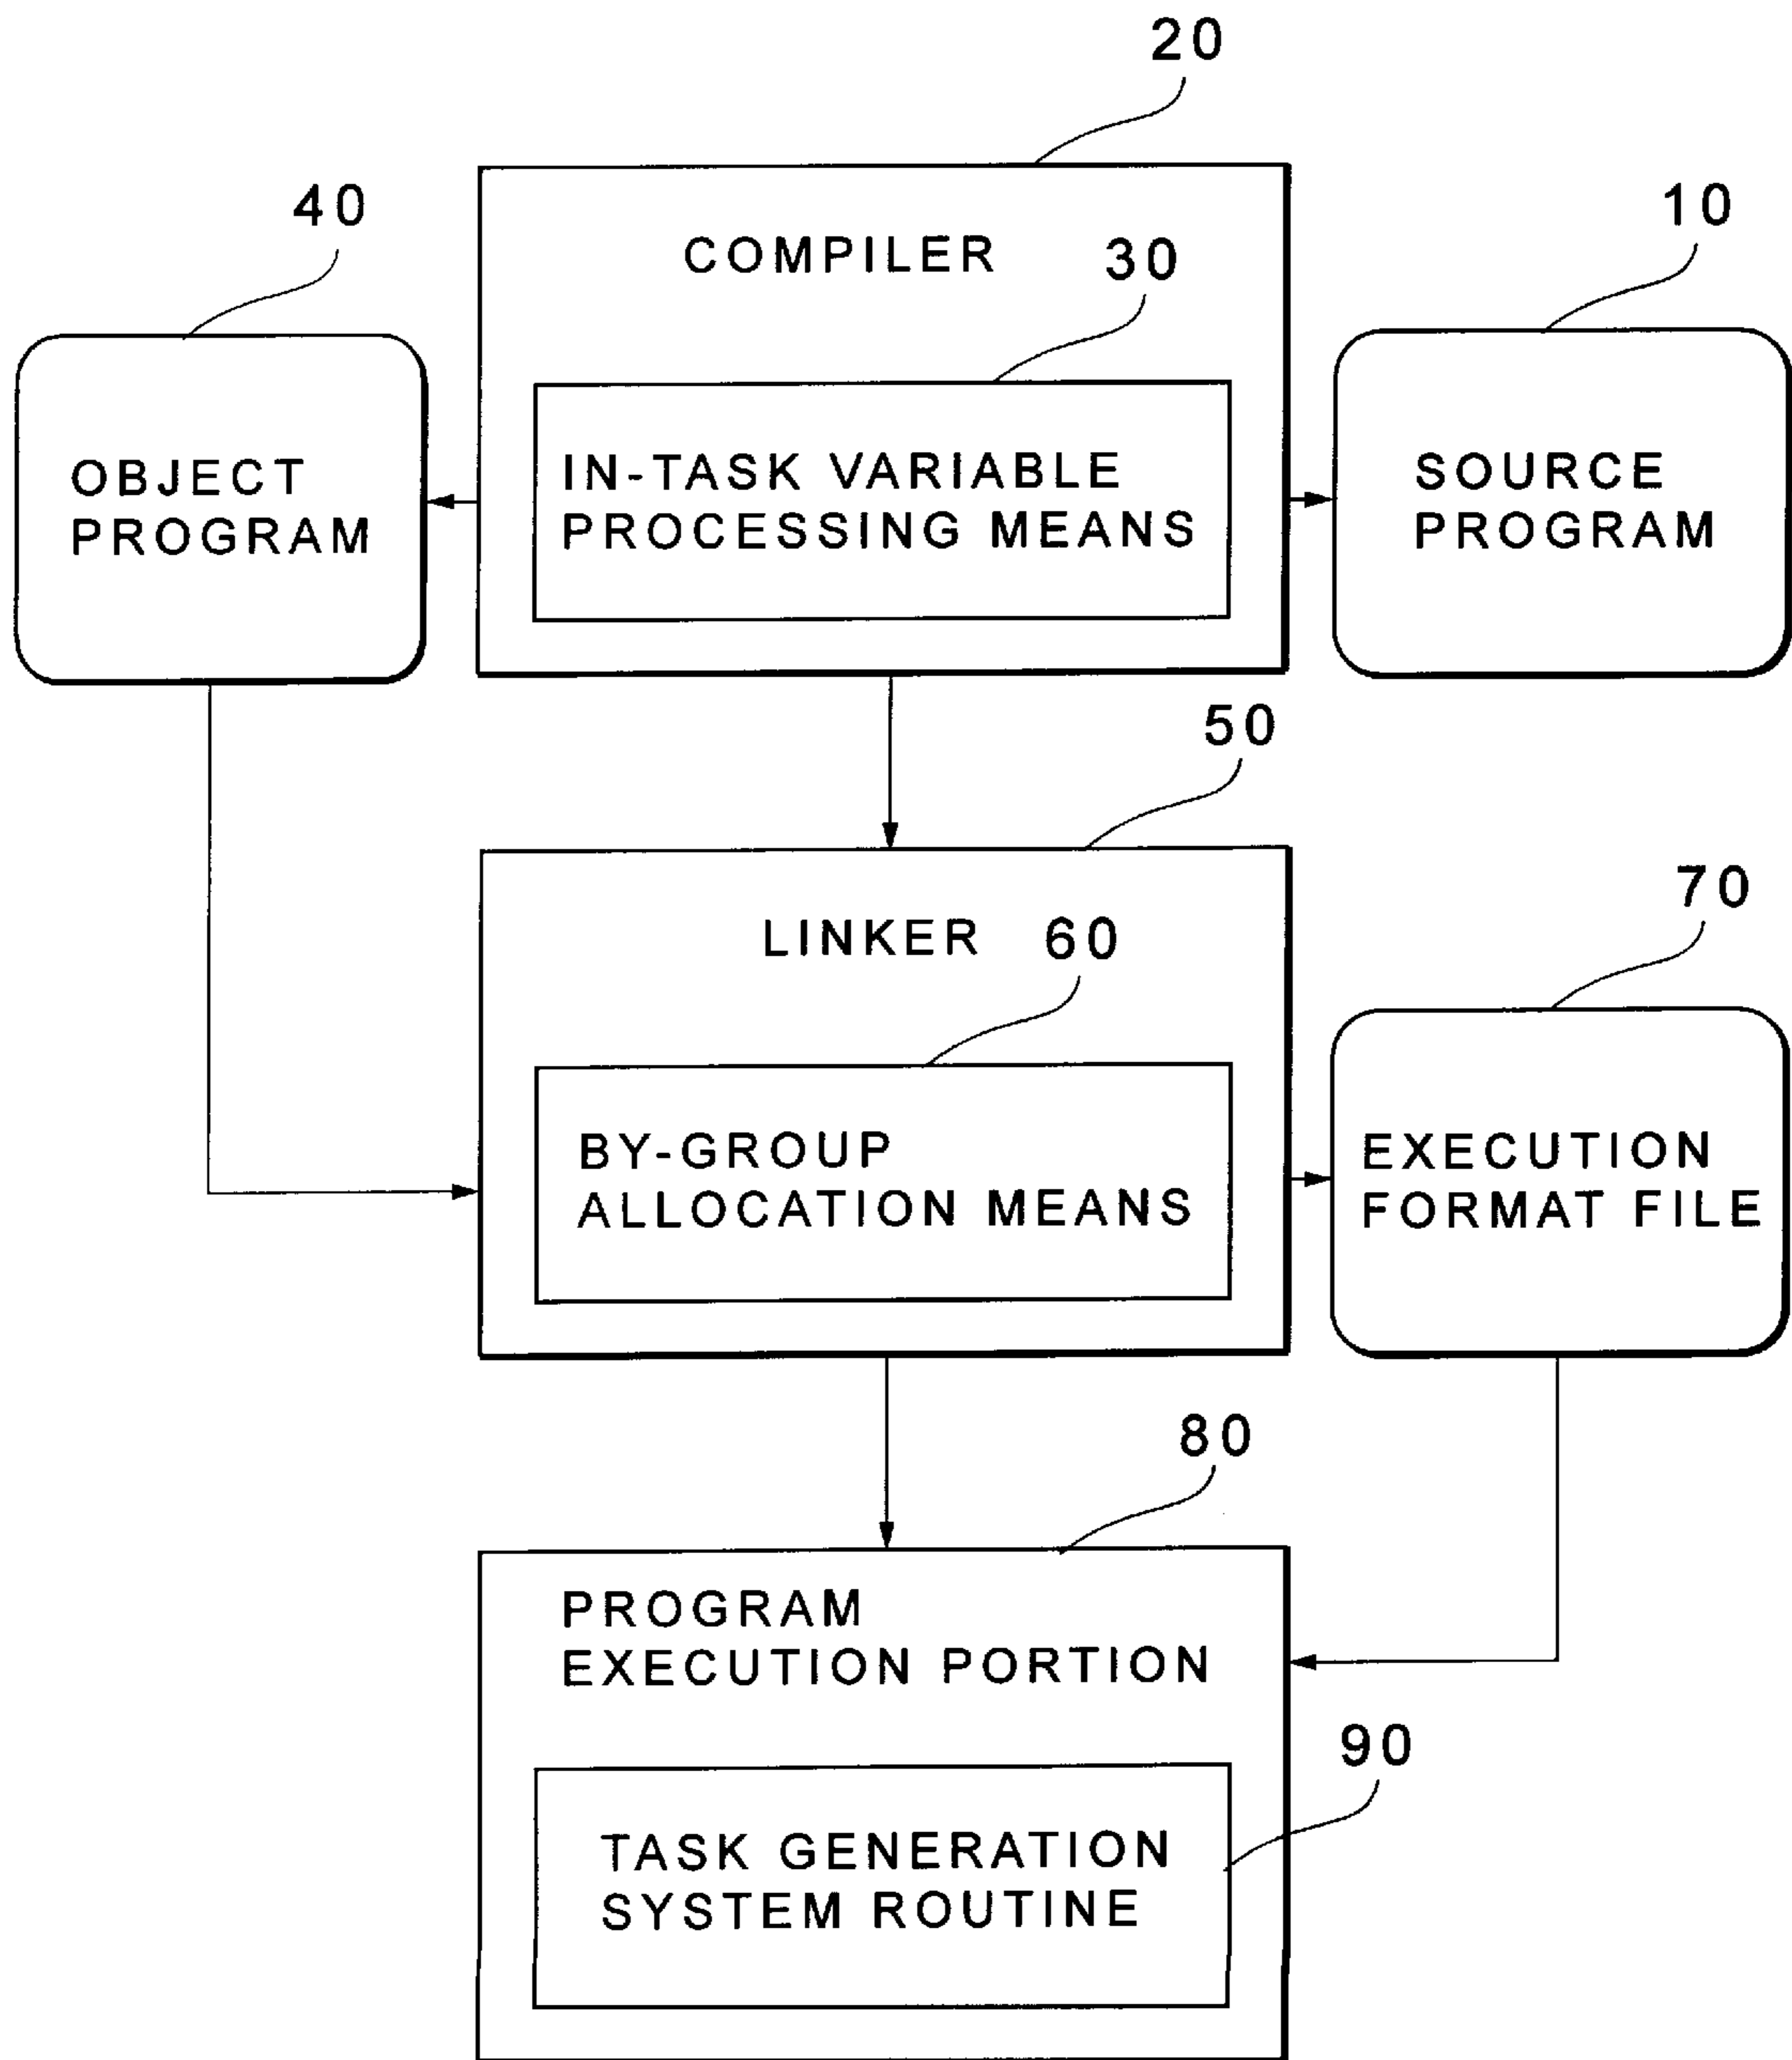 20
40
10
COMPILER
30
OBJECT
PROGRAM
IN-TASK VARIABLE
PROCESSING MEANS
SOURCE
PROGRAM
50
70
LINKER
60
BY-GROUP
ALLOCATION MEANS
EXECUTION
FORMAT FILE
80
PROGRAM
EXECUTION PORTION
90
TASK GENERATION
SYSTEM ROUTINE